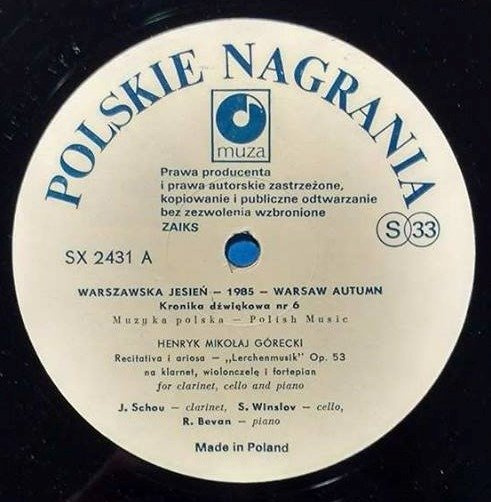 POLSKIE NAGRANIA
muza
Prawa producenta
i prawa autorskie zastrzeżone,
kopiowanie i publiczne odtwarzanie
bez zezwolenia wzbronione
ZAIKS
S 33
SX 2431 A
WARSZAWSKA JESIEŃ – 1985 – WARSAW AUTUMN
Kronika dźwiękowa nr 6
Muzyka polska – Polish Music
HENRYK MIKOŁAJ GÓRECKI
Recitativa i ariosa – „Lerchenmusik" Op. 53
na klarnet, wiolonczelę i fortepian
for clarinet, cello and piano
J. Schou – clarinet, S. Winslov – cello,
R. Bevan – piano
Made in Poland